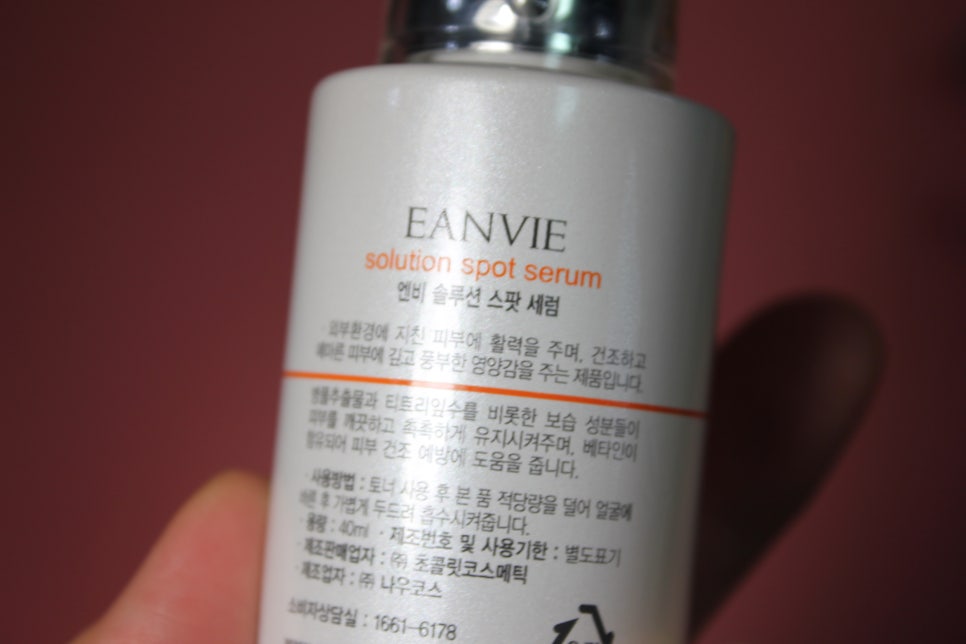 EANVIE
solution spot serum
엔비 솔루션 스팟 세럼
· 외부환경에 지친 피부에 활력을 주며, 건조하고
메마른 피부에 깊고 풍부한 영양감을 주는 제품입니다.
병풀추출물과 티트리잎수를 비롯한 보습 성분들이
피부를 깨끗하고 촉촉하게 유지시켜주며, 베타인이
함유되어 피부 건조 예방에 도움을 줍니다.
· 사용방법 : 토너 사용 후 본 품 적당량을 덜어 얼굴에
바른 후 가볍게 두드려 흡수시켜줍니다.
· 용량 : 40ml · 제조번호 및 사용기한 : 별도표기
· 제조판매업자 : ㈜ 초콜릿코스메틱
· 제조업자 : ㈜ 나우코스
소비자상담실 : 1661-6178